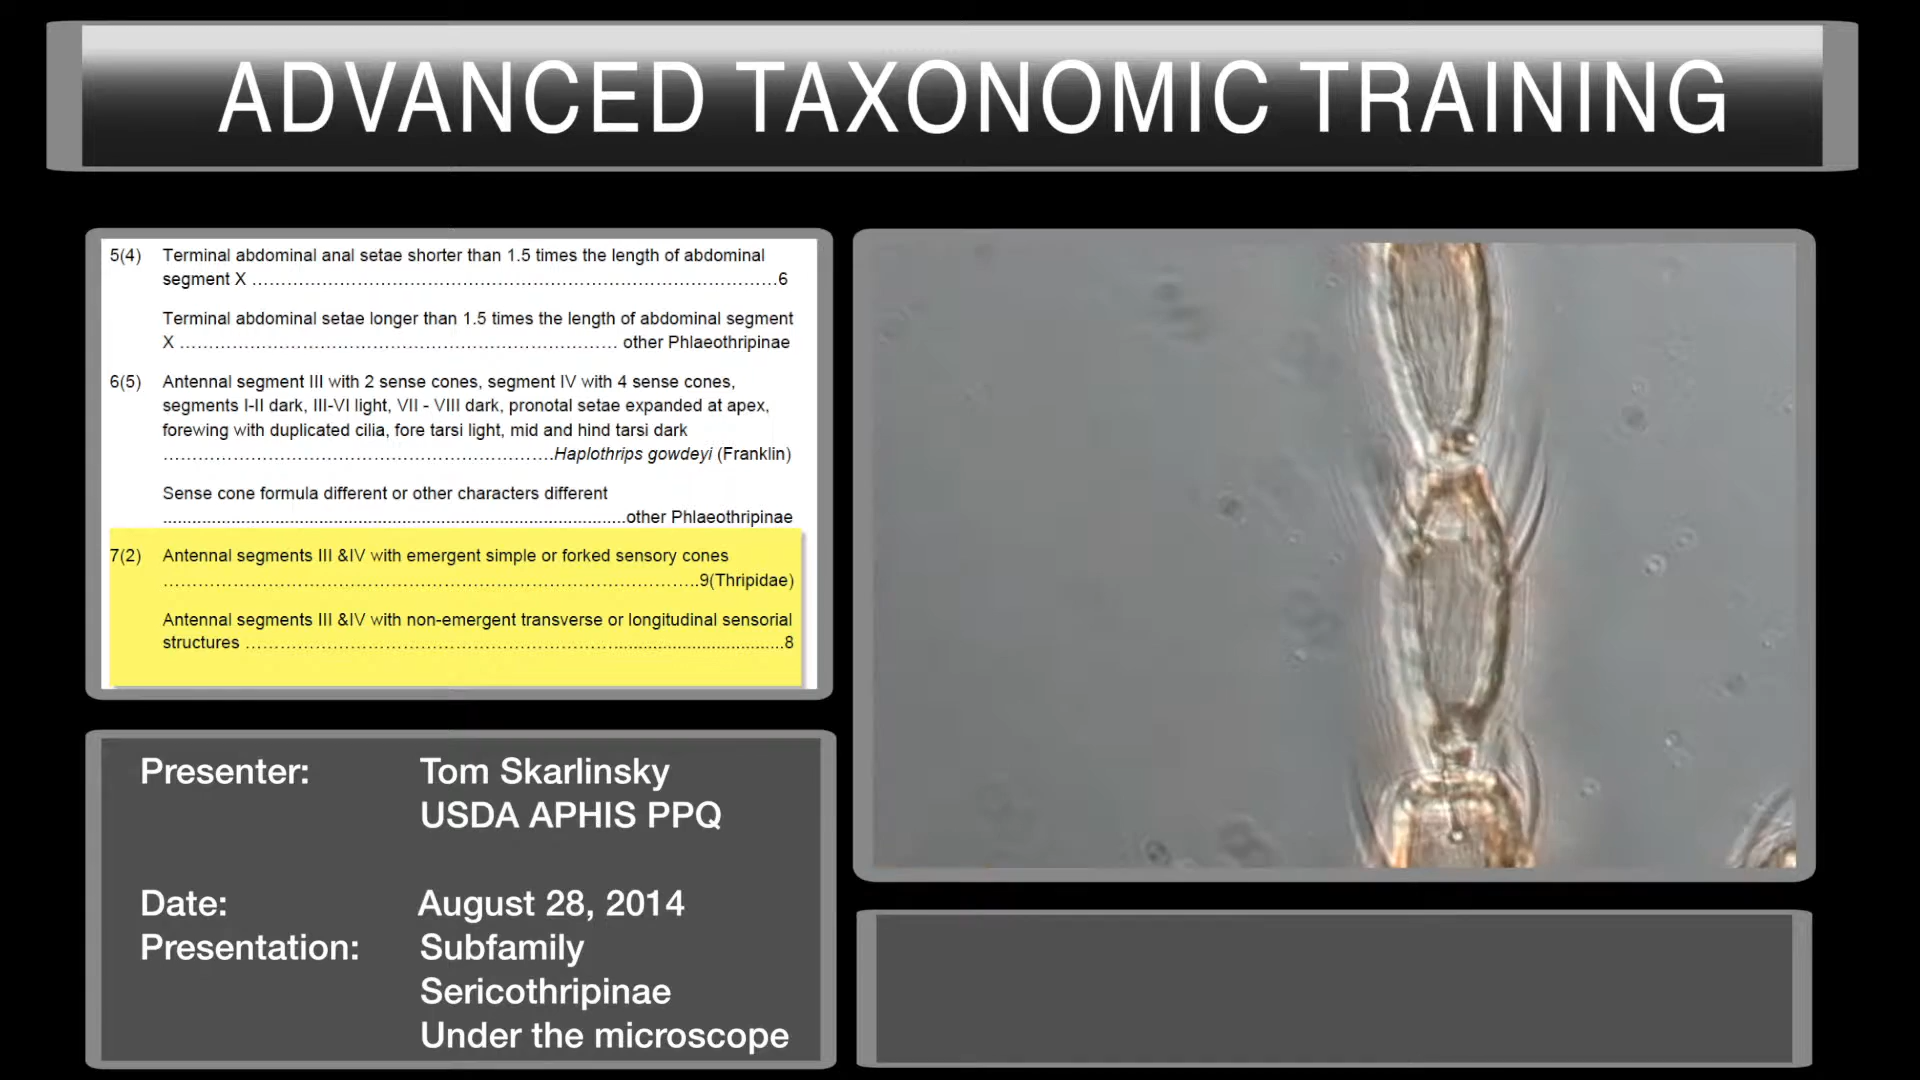 ADVANCED TAXONOMIC TRAINING
5(4) Terminal abdominal anal setae shorter than 1.5 times the length of abdominal
segment X ........................................................................6
Terminal abdominal setae longer than 1.5 times the length of abdominal segment
X ........................................................................ other Phlaeothripinae
6(5) Antennal segment III with 2 sense cones, segment IV with 4 sense cones,
segments I-II dark, III-VI light, VII - VIII dark, pronotal setae expanded at apex,
forewing with duplicated cilia, fore tarsi light, mid and hind tarsi dark
........................................................................Haplothrips gowdeyi (Franklin)
Sense cone formula different or other characters different
........................................................................other Phlaeothripinae
7(2) Antennal segments III &IV with emergent simple or forked sensory cones
........................................................................9(Thripidae)
Antennal segments III &IV with non-emergent transverse or longitudinal sensorial
structures ........................................................................8
Presenter: Tom Skarlinsky
USDA APHIS PPQ
Date: August 28, 2014
Presentation: Subfamily
Sericothripinae
Under the microscope